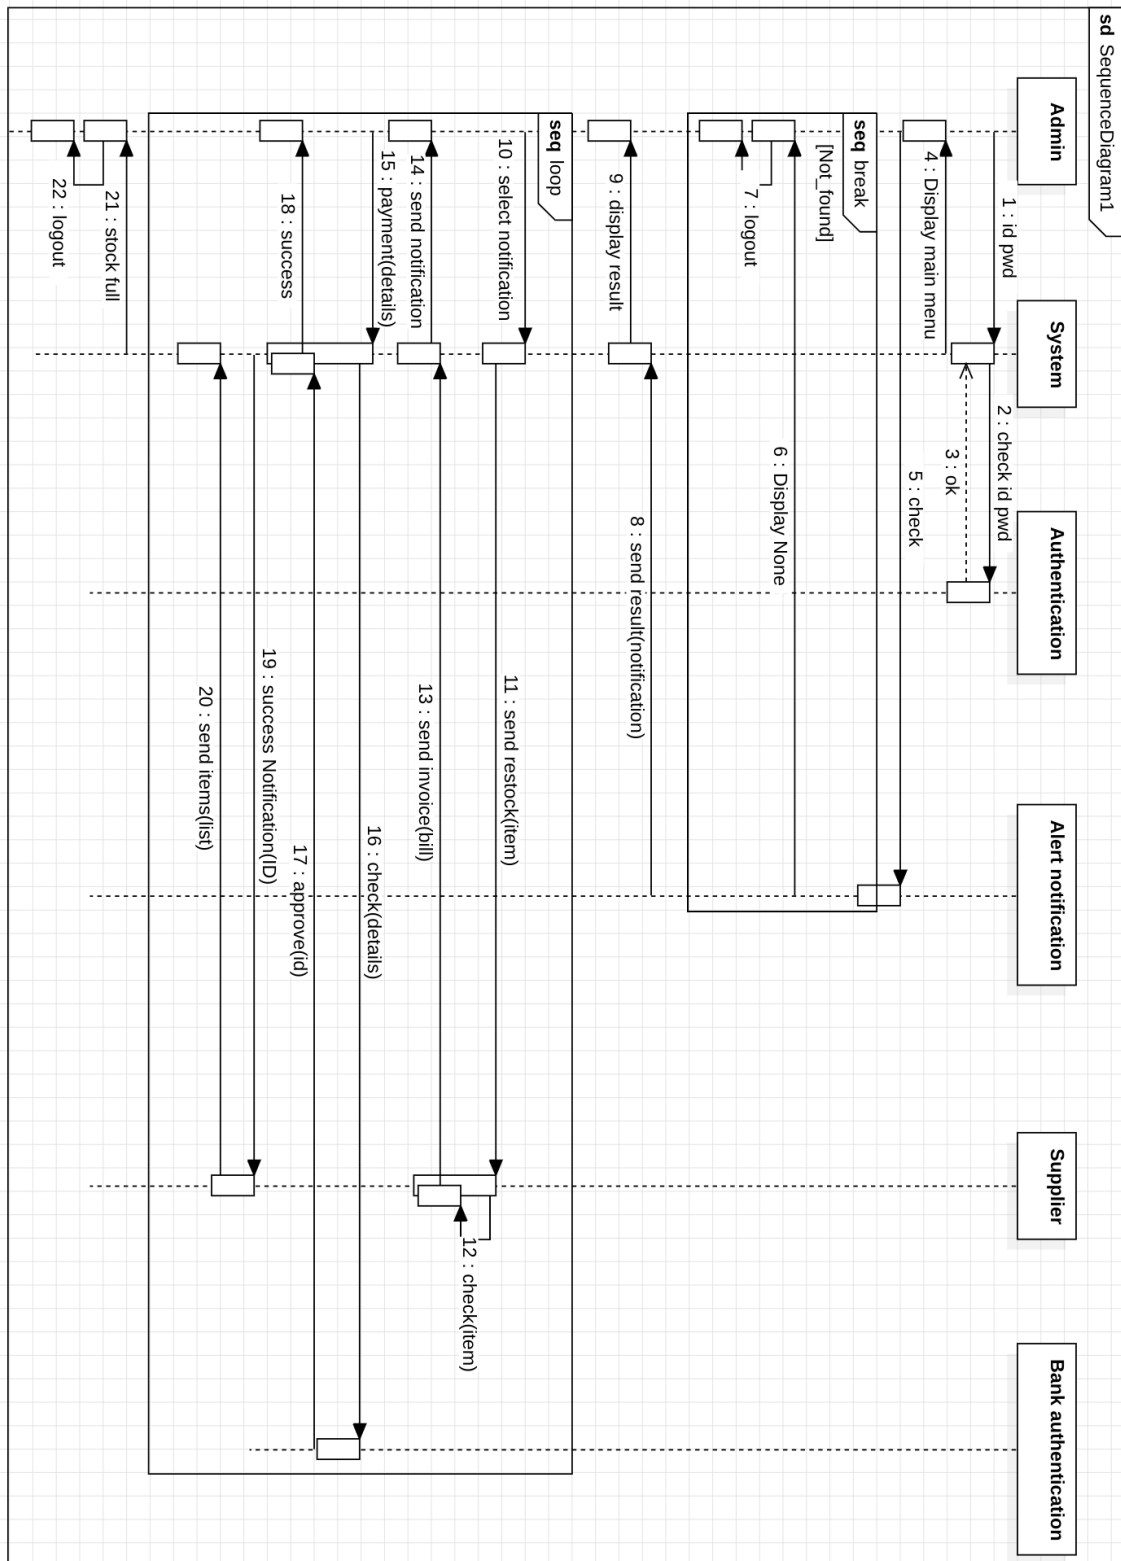 sd SequenceDiagram1
Admin
System
Authentication
Alert notification
Supplier
Bank authentication
1 : id pwd
2 : check id pwd
3 : ok
4 : Display main menu
5 : check
seq break
[Not_found]
6 : Display None
7 : logout
8 : send result(notification)
9 : display result
seq loop
10 : select notification
11 : send restock(item)
12 : check(item)
13 : send invoice(bill)
14 : send notification
15 : payment(details)
16 : check(details)
17 : approve(id)
18 : success
19 : success Notification(ID)
20 : send items(list)
21 : stock full
22 : logout